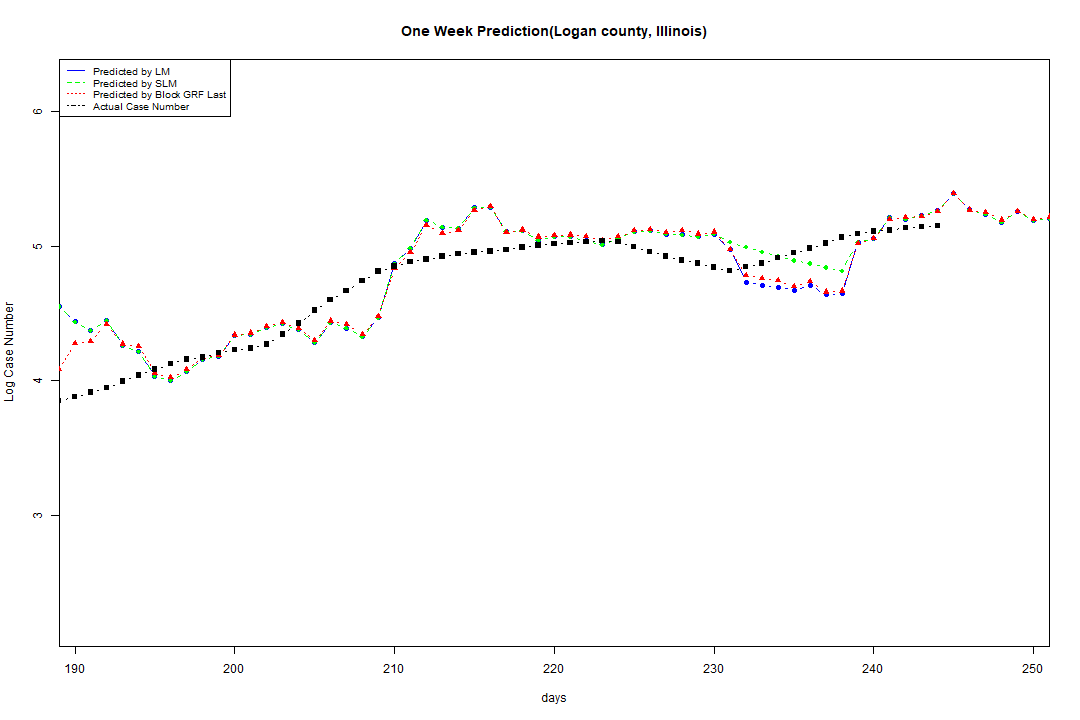 One Week Prediction(Logan county, Illinois)
Predicted by LM
Predicted by SLM
Predicted by Block GRF Last
Actual Case Number
6
5
4
3
Log Case Number
190 200 210 220 230 240 250
days